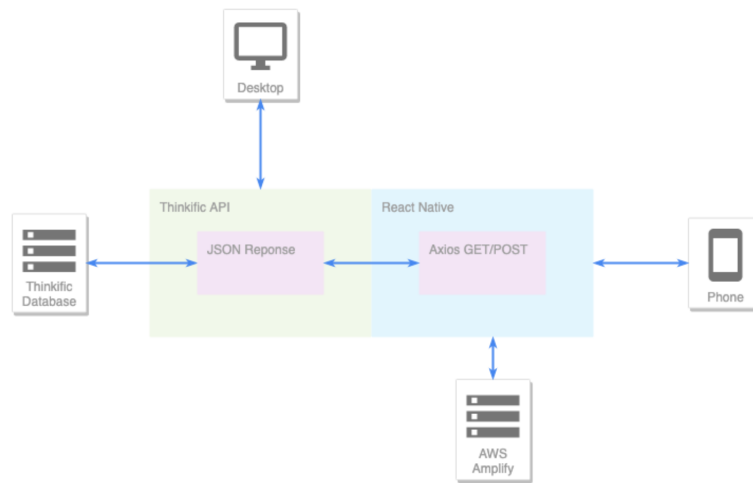 Desktop
Thinkific API
React Native
JSON Reponse
Axios GET/POST
Thinkific
Database
Phone
AWS
Amplify